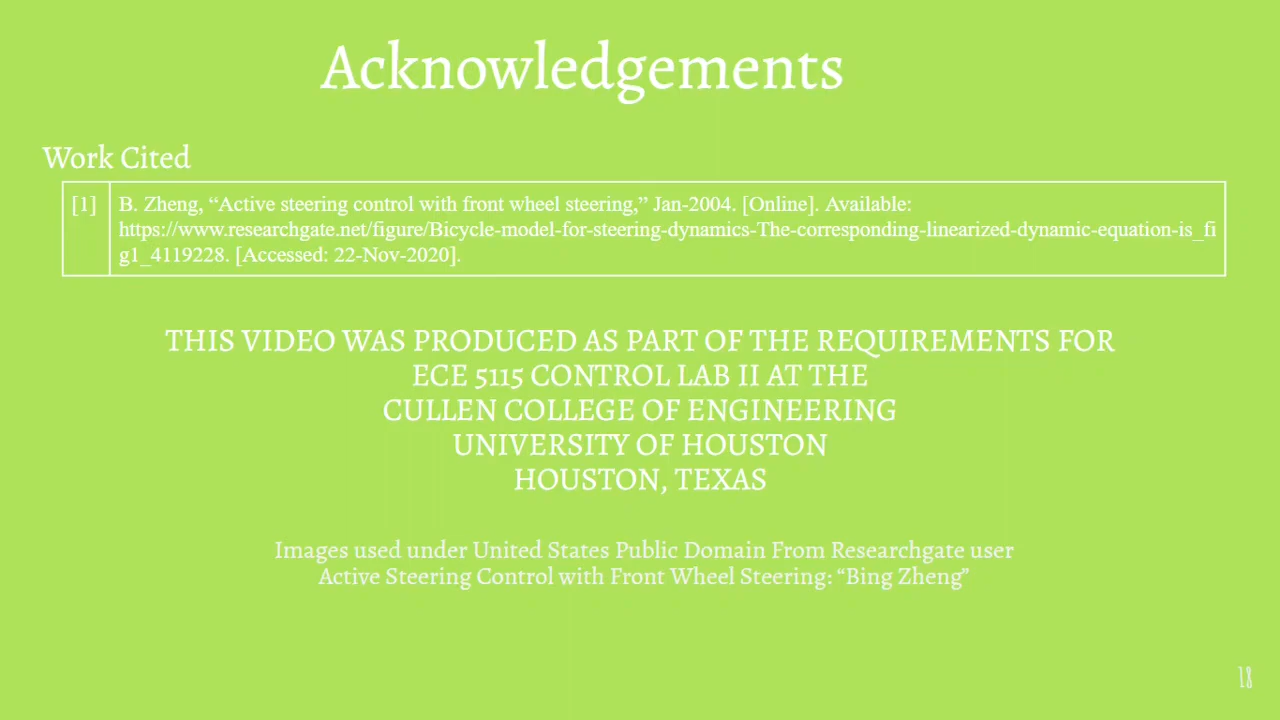 Acknowledgements
Work Cited
[1] B. Zheng, “Active steering control with front wheel steering,” Jan-2004. [Online]. Available:
https://www.researchgate.net/figure/Bicycle-model-for-steering-dynamics-The-corresponding-linearized-dynamic-equation-is_fi
g1_4119228. [Accessed: 22-Nov-2020].
THIS VIDEO WAS PRODUCED AS PART OF THE REQUIREMENTS FOR
ECE 5115 CONTROL LAB II AT THE
CULLEN COLLEGE OF ENGINEERING
UNIVERSITY OF HOUSTON
HOUSTON, TEXAS
Images used under United States Public Domain From Researchgate user
Active Steering Control with Front Wheel Steering: “Bing Zheng”
18